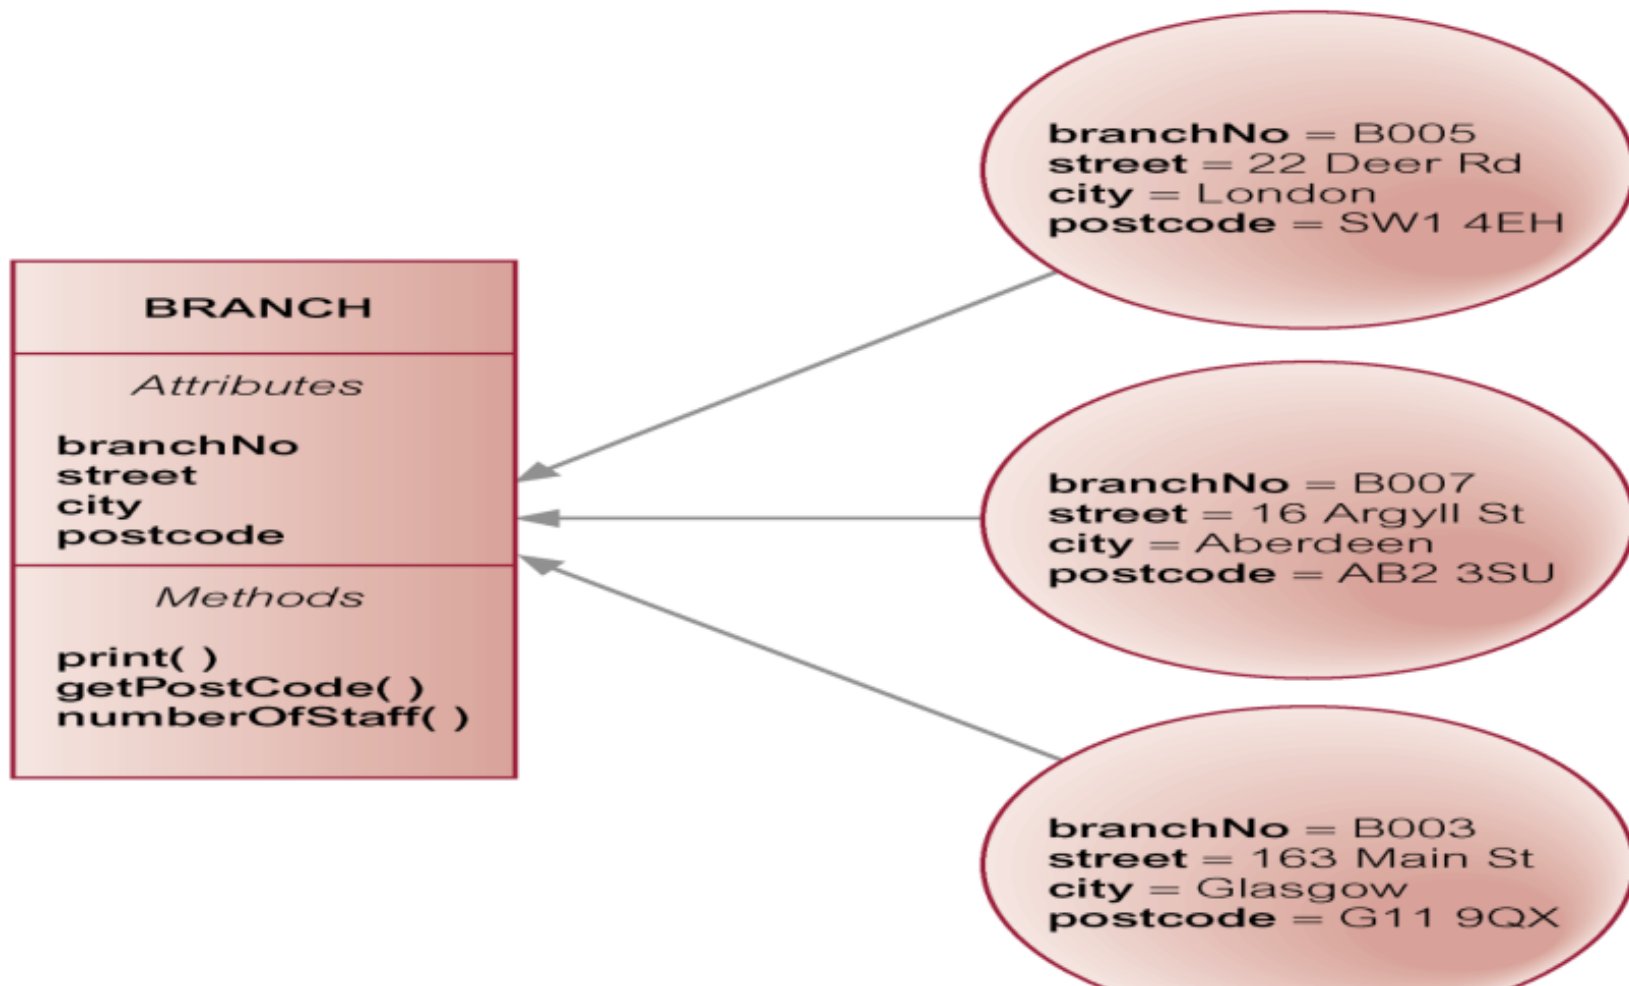 BRANCH
Attributes
branchNo
street
city
postcode
Methods
print( )
getPostCode( )
numberOfStaff( )
branchNo = B005
street = 22 Deer Rd
city = London
postcode = SW1 4EH
branchNo = B007
street = 16 Argyll St
city = Aberdeen
postcode = AB2 3SU
branchNo = B003
street = 163 Main St
city = Glasgow
postcode = G11 9QX